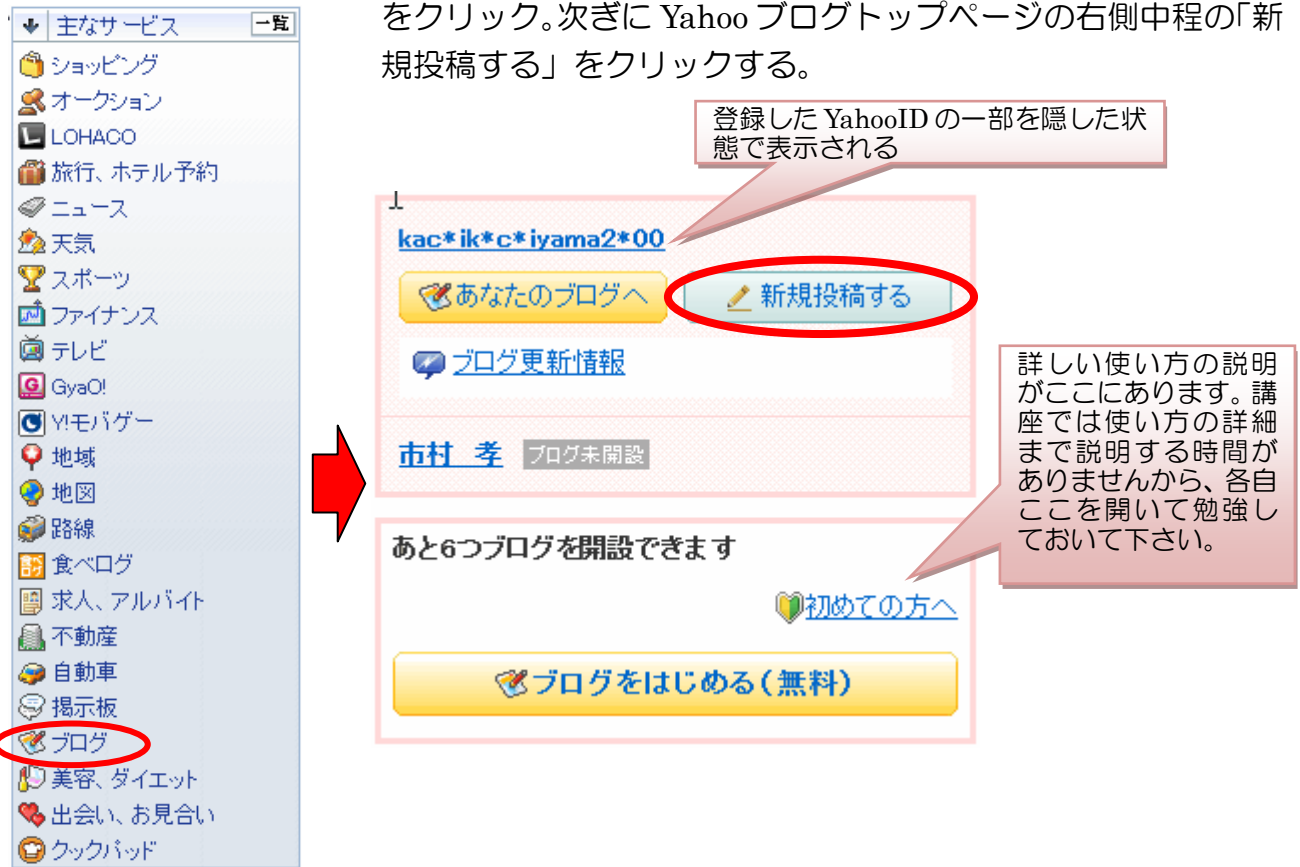 主なサービス 一覧
ショッピング
オークション
LOHACO
旅行、ホテル予約
ニュース
天気
スポーツ
ファイナンス
テレビ
GyaO!
Y!モバゲー
地域
地図
路線
食べログ
求人、アルバイト
不動産
自動車
掲示板
ブログ
美容、ダイエット
出会い、お見合い
クックパッド
をクリック。次ぎに Yahoo ブログトップページの右側中程の「新
規投稿する」をクリックする。
登録した YahooID の一部を隠した状
態で表示される
kac*ik*c*iyama2*00
あなたのブログへ 新規投稿する
ブログ更新情報
市村 孝 ブログ未開設
詳しい使い方の説明
がここにあります。講
座では使い方の詳細
まで説明する時間が
ありませんから、各自
ここを開いて勉強し
ておいて下さい。
あと6つブログを開設できます
初めての方へ
ブログをはじめる(無料)